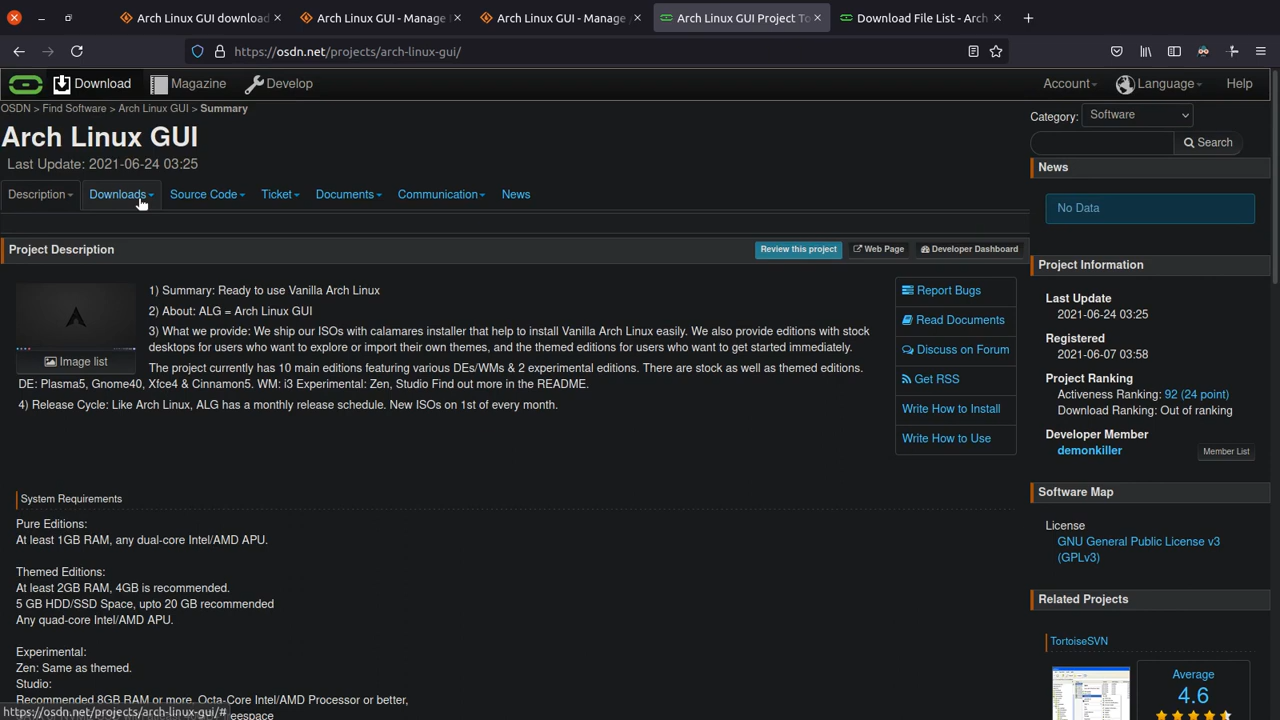 Arch Linux GUI download
Arch Linux GUI - Manage
Arch Linux GUI - Manage
Arch Linux GUI Project To
Download File List - Arch
https://osdn.net/projects/arch-linux-gui/
Download
Magazine
Develop
Account
Language
Help
OSDN > Find Software > Arch Linux GUI > Summary
Category: Software
Arch Linux GUI
Search
Last Update: 2021-06-24 03:25
Description
Downloads
Source Code
Ticket
Documents
Communication
News
Project Description
Review this project
Web Page
Developer Dashboard
Image list
1) Summary: Ready to use Vanilla Arch Linux
2) About: ALG = Arch Linux GUI
3) What we provide: We ship our ISOs with calamares installer that help to install Vanilla Arch Linux easily. We also provide editions with stock
desktops for users who want to explore or import their own themes, and the themed editions for users who want to get started immediately.
The project currently has 10 main editions featuring various DEs/WMs & 2 experimental editions. There are stock as well as themed editions.
DE: Plasma5, Gnome40, Xfce4 & Cinnamon5. WM: i3 Experimental: Zen, Studio Find out more in the README.
4) Release Cycle: Like Arch Linux, ALG has a monthly release schedule. New ISOs on 1st of every month.
Report Bugs
Read Documents
Discuss on Forum
Get RSS
Write How to Install
Write How to Use
System Requirements
Pure Editions:
At least 1GB RAM, any dual-core Intel/AMD APU.
Themed Editions:
At least 2GB RAM, 4GB is recommended.
5 GB HDD/SSD Space, upto 20 GB recommended
Any quad-core Intel/AMD APU.
Experimental:
Zen: Same as themed.
Studio:
Recommended 8GB RAM or more, Octa-Core Intel/AMD Processor
https://osdn.net/projects/arch-linux-gui/#
News
No Data
Project Information
Last Update
2021-06-24 03:25
Registered
2021-06-07 03:58
Project Ranking
Activeness Ranking: 92 (24 point)
Download Ranking: Out of ranking
Developer Member
demonkiller
Member List
Software Map
License
GNU General Public License v3
(GPLv3)
Related Projects
TortoiseSVN
Average
4.6